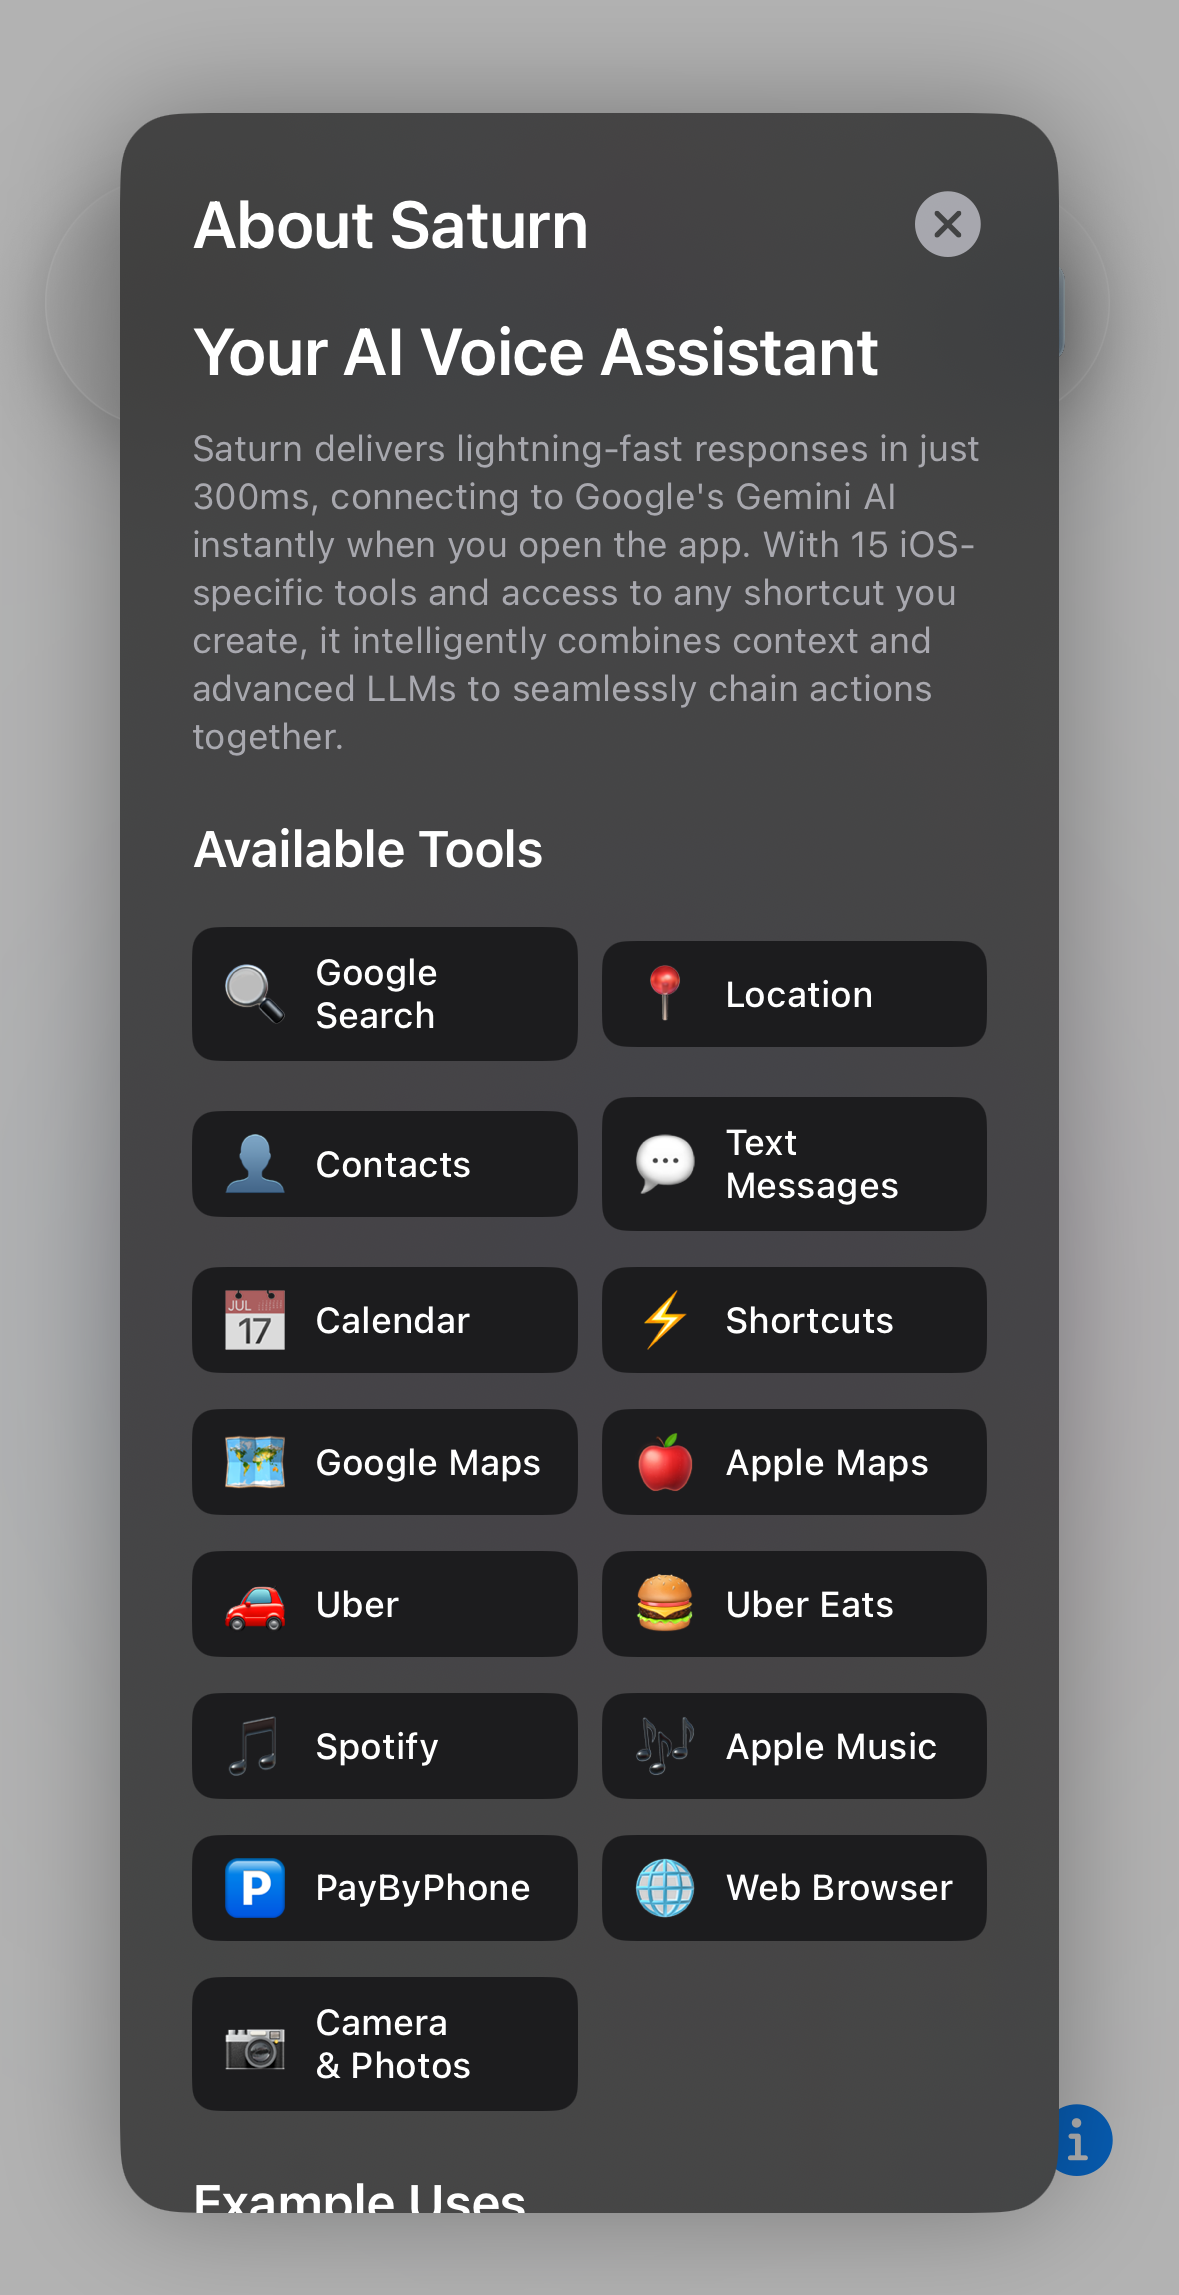 About Saturn
Your AI Voice Assistant
Saturn delivers lightning-fast responses in just
300ms, connecting to Google's Gemini AI
instantly when you open the app. With 15 iOS-
specific tools and access to any shortcut you
create, it intelligently combines context and
advanced LLMs to seamlessly chain actions
together.
Available Tools
Google
Search
Location
Contacts
Text
Messages
JUL
17
Calendar
Shortcuts
Google Maps
Apple Maps
Uber
Uber Eats
Spotify
Apple Music
P
PayByPhone
Web Browser
Camera
& Photos
Example Uses